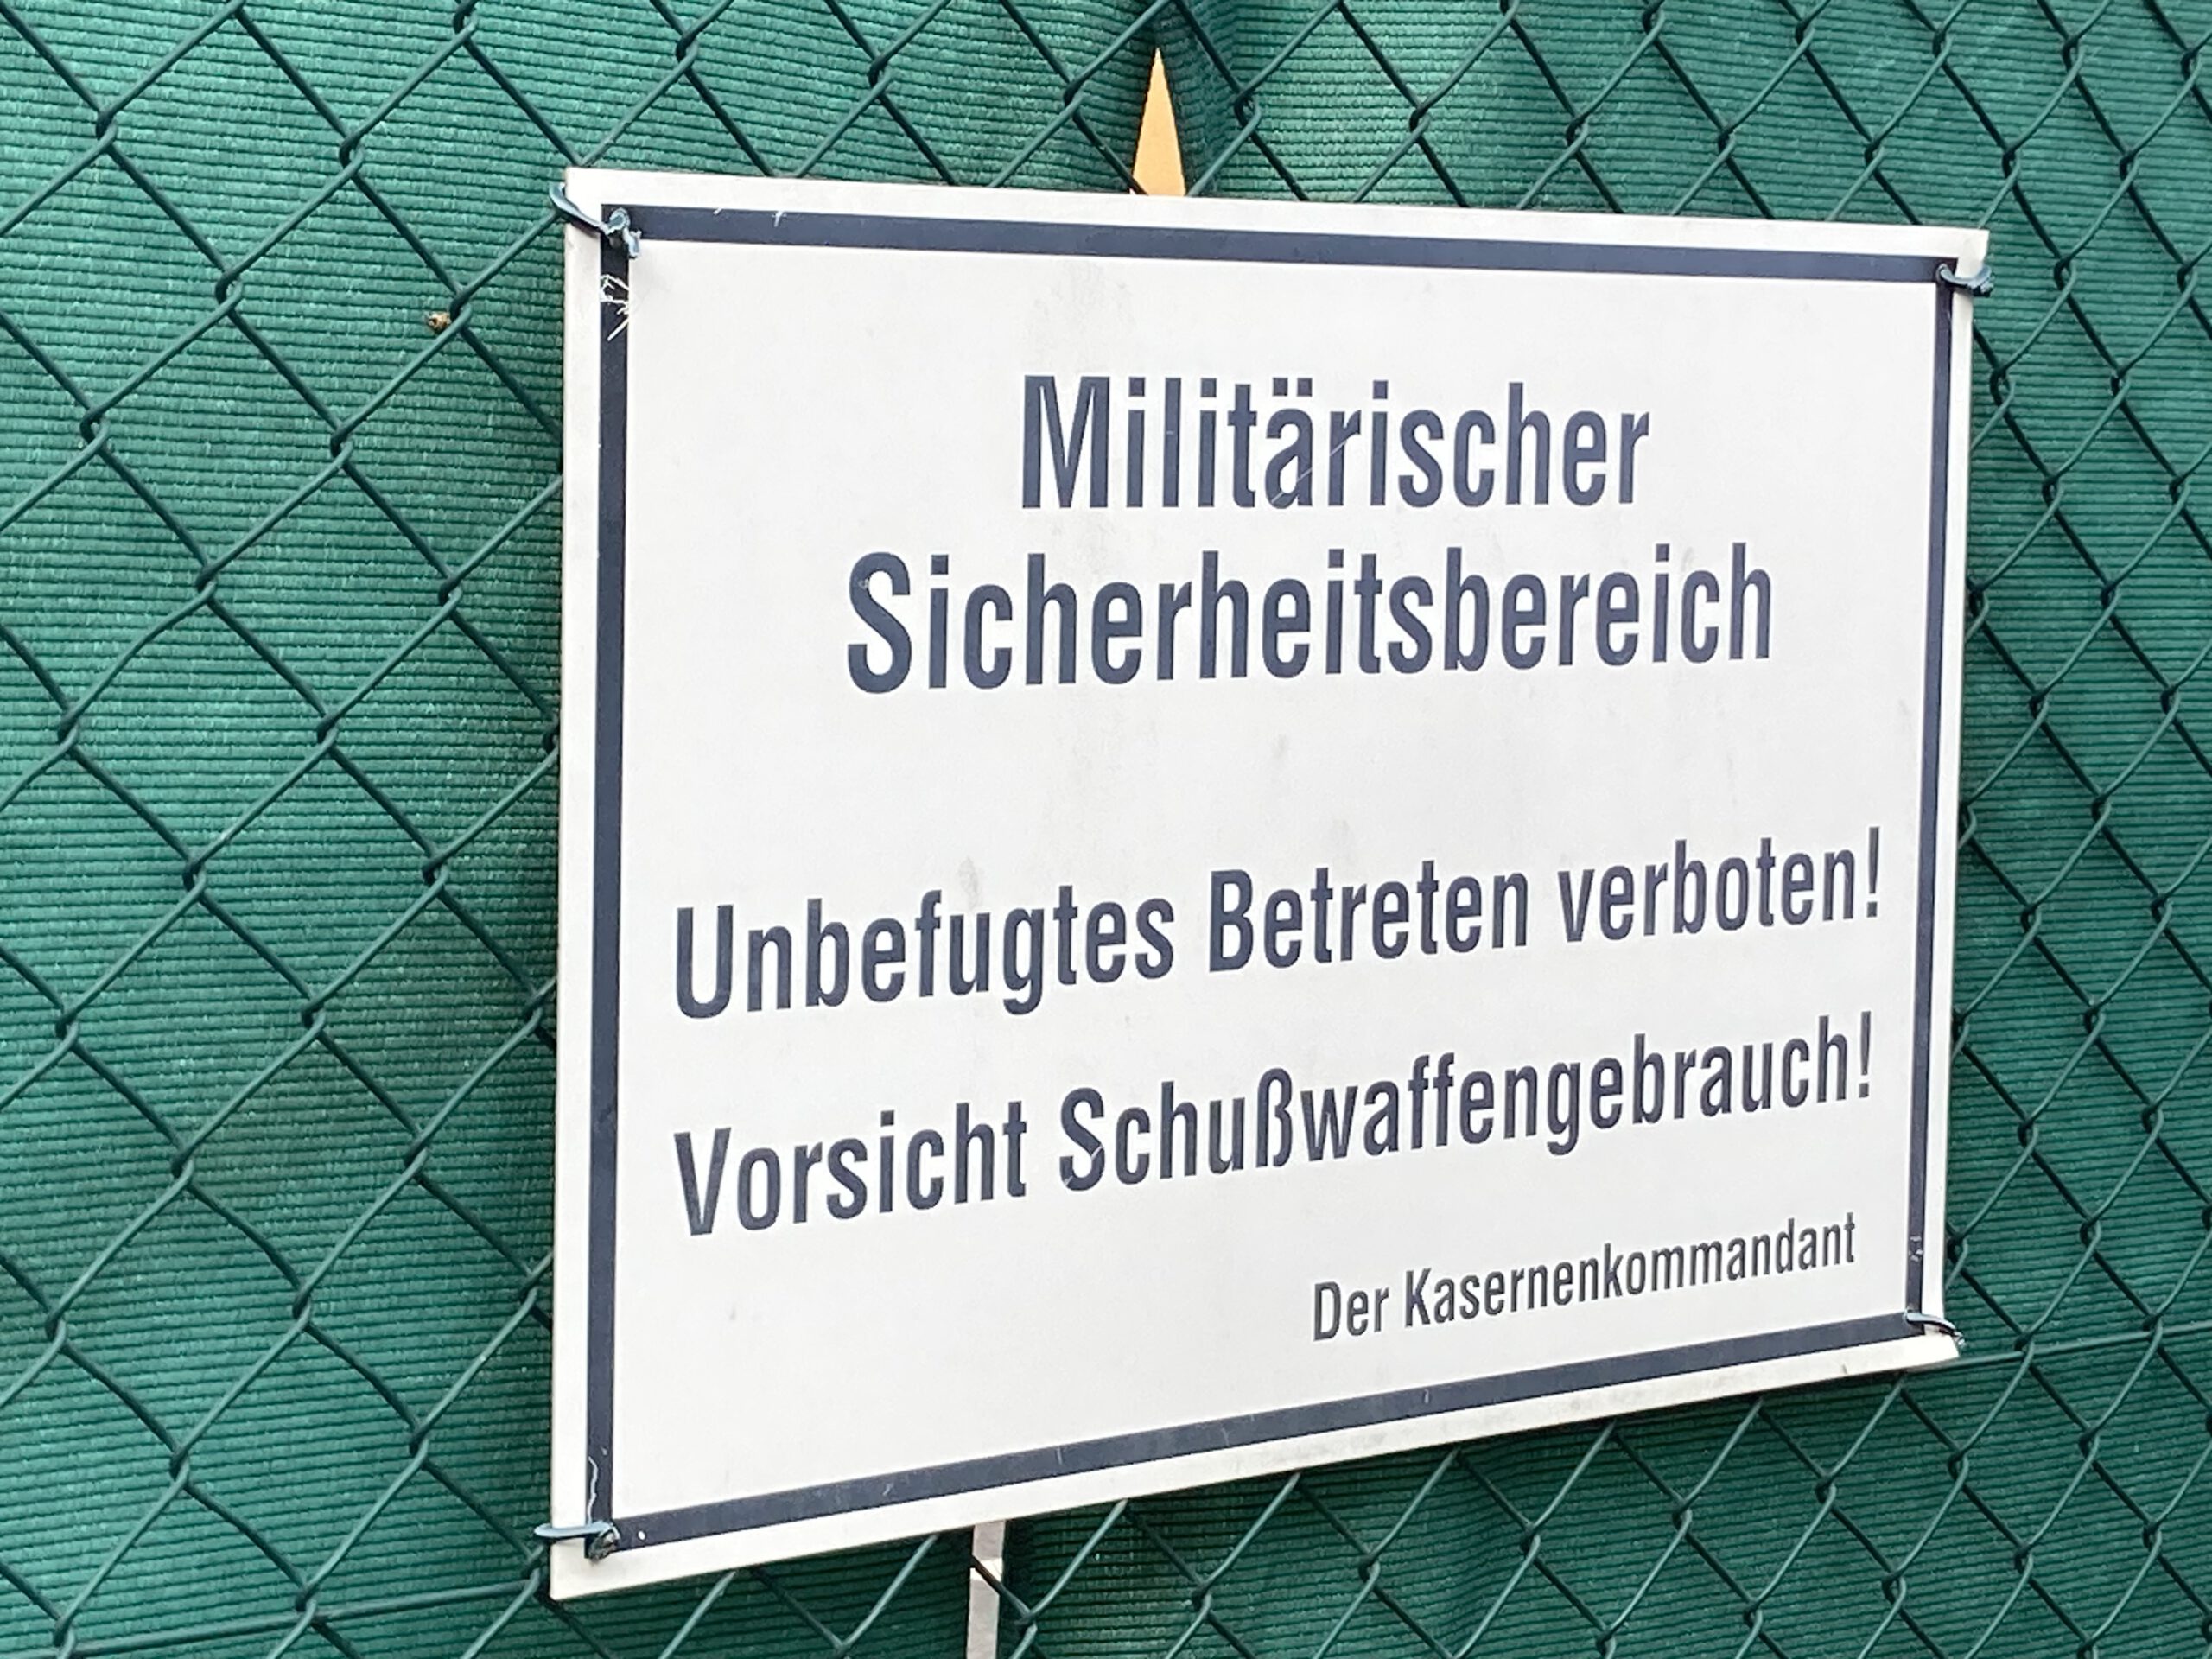 Militärischer
Sicherheitsbereich
Unbefugtes Betreten verboten!
Vorsicht Schußwaffengebrauch!
Der Kasernenkommandant